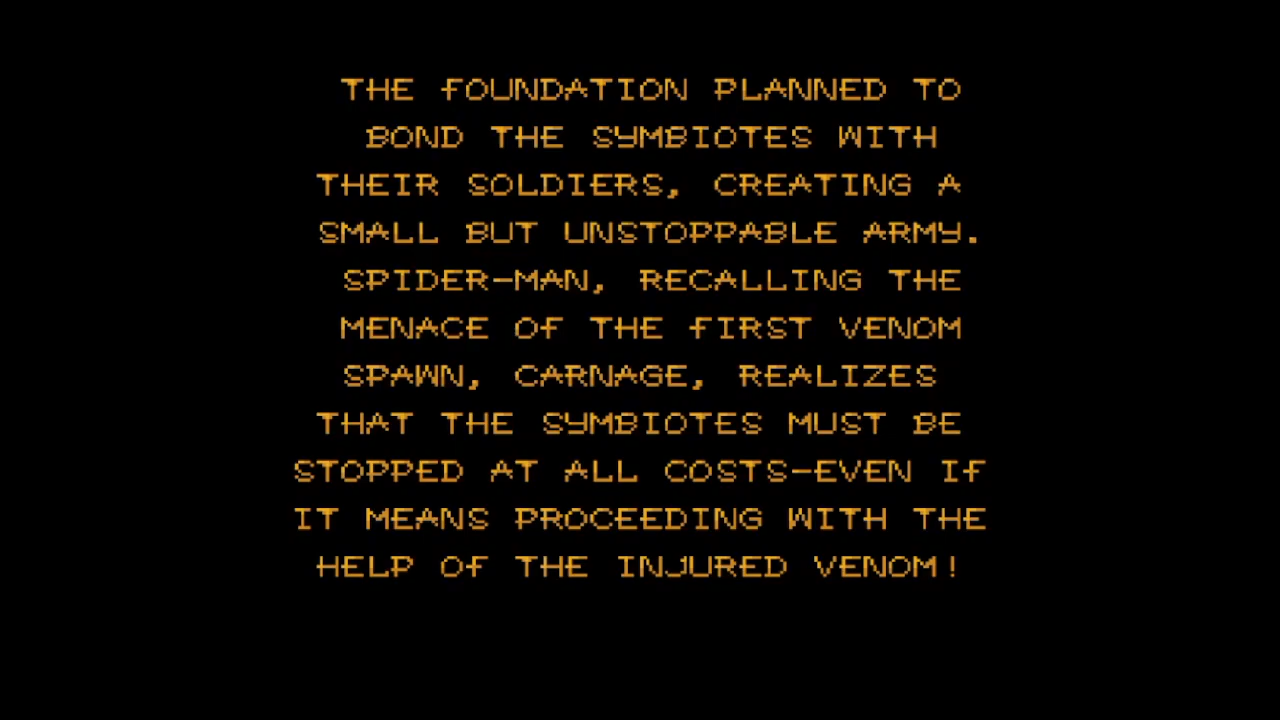 THE FOUNDATION PLANNED TO
BOND THE SYMBIOTES WITH
THEIR SOLDIERS, CREATING A
SMALL BUT UNSTOPPABLE ARMY.
SPIDER-MAN, RECALLING THE
MENACE OF THE FIRST VENOM
SPAWN, CARNAGE, REALIZES
THAT THE SYMBIOTES MUST BE
STOPPED AT ALL COSTS-EVEN IF
IT MEANS PROCEEDING WITH THE
HELP OF THE INJURED VENOM!